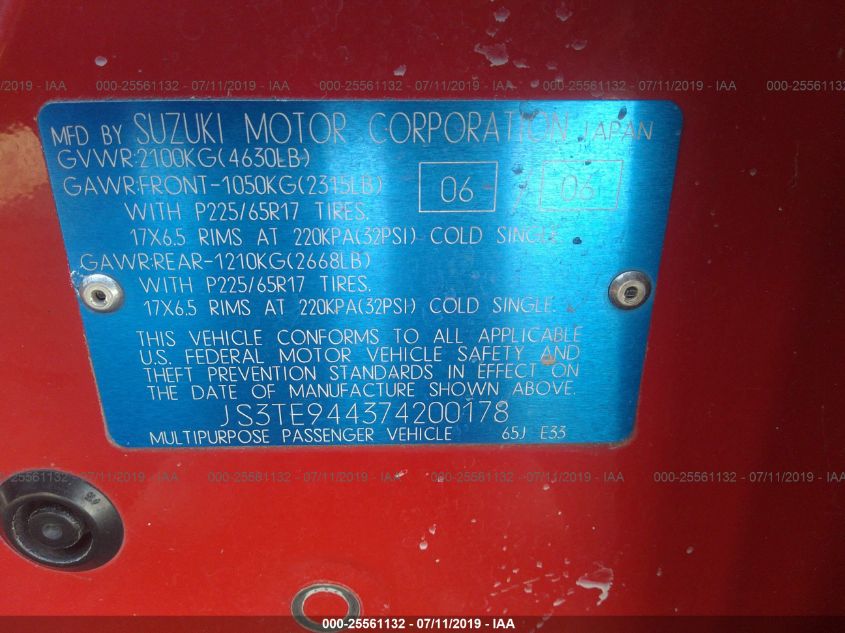 000-25561132 - 07/11/2019 - IAA
MFD BY SUZUKI MOTOR CORPORATION JAPAN
GVWR:2100KG(4630LB)
GAWR:FRONT-1050KG(2315LB) 06 / 06
WITH P225/65R17 TIRES.
17X6.5 RIMS AT 220KPA(32PSI) COLD SINGLE.
GAWR:REAR-1210KG(2668LB)
WITH P225/65R17 TIRES.
17X6.5 RIMS AT 220KPA(32PSI) COLD SINGLE.
THIS VEHICLE CONFORMS TO ALL APPLICABLE
U.S. FEDERAL MOTOR VEHICLE SAFETY AND
THEFT PREVENTION STANDARDS IN EFFECT ON
THE DATE OF MANUFACTURE SHOWN ABOVE.
JS3TE944374200178
MULTIPURPOSE PASSENGER VEHICLE 65J E33
000-25561132 - 07/11/2019 - IAA
000-25561132 - 07/11/2019 - IAA